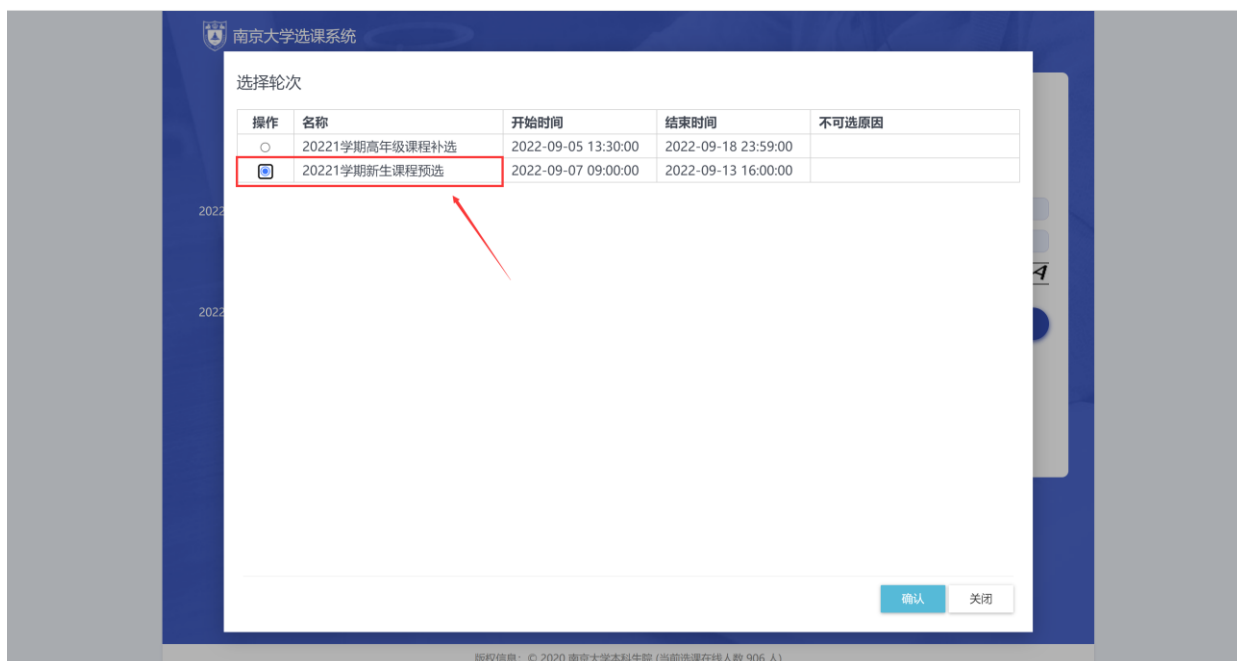 南京大学选课系统
选择轮次
操作 名称 开始时间 结束时间 不可选原因
20221学期高年级课程补选 2022-09-05 13:30:00 2022-09-18 23:59:00
20221学期新生课程预选 2022-09-07 09:00:00 2022-09-13 16:00:00
2022
A
2022
确认 关闭
版权信息: © 2020 南京大学本科生院 (当前选课在线人数 906 人)